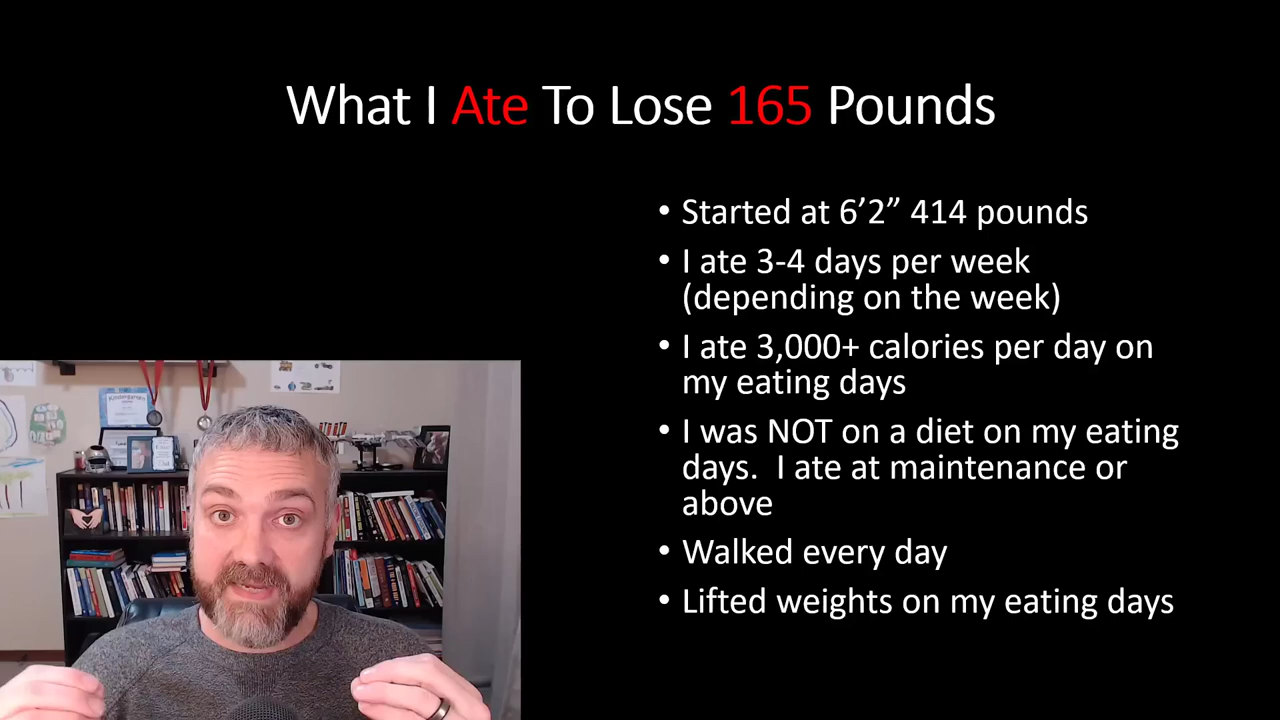 What I Ate To Lose 165 Pounds
• Started at 6’2” 414 pounds
• I ate 3-4 days per week
(depending on the week)
• I ate 3,000+ calories per day on
my eating days
• I was NOT on a diet on my eating
days.  I ate at maintenance or
above
• Walked every day
• Lifted weights on my eating days